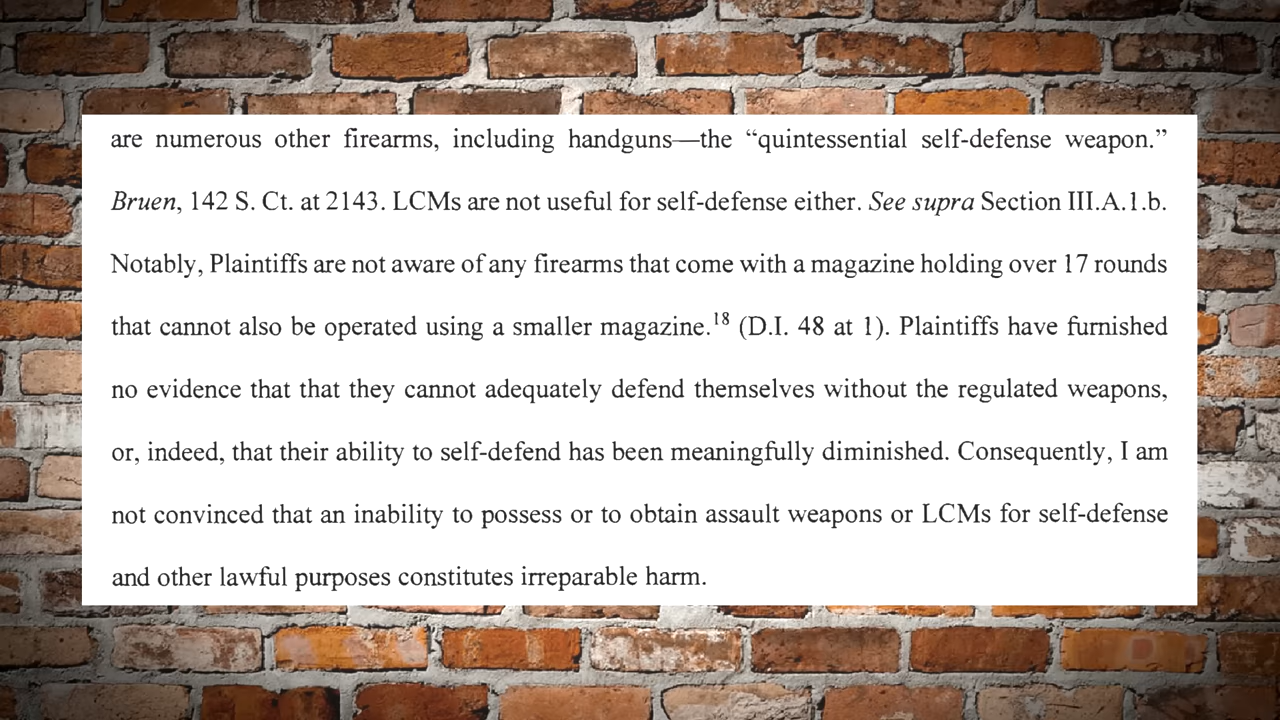 are numerous other firearms, including handguns—the “quintessential self-defense weapon.”
Bruen, 142 S. Ct. at 2143. LCMs are not useful for self-defense either. See supra Section III.A.1.b.
Notably, Plaintiffs are not aware of any firearms that come with a magazine holding over 17 rounds
that cannot also be operated using a smaller magazine.18 (D.I. 48 at 1). Plaintiffs have furnished
no evidence that that they cannot adequately defend themselves without the regulated weapons,
or, indeed, that their ability to self-defend has been meaningfully diminished. Consequently, I am
not convinced that an inability to possess or to obtain assault weapons or LCMs for self-defense
and other lawful purposes constitutes irreparable harm.